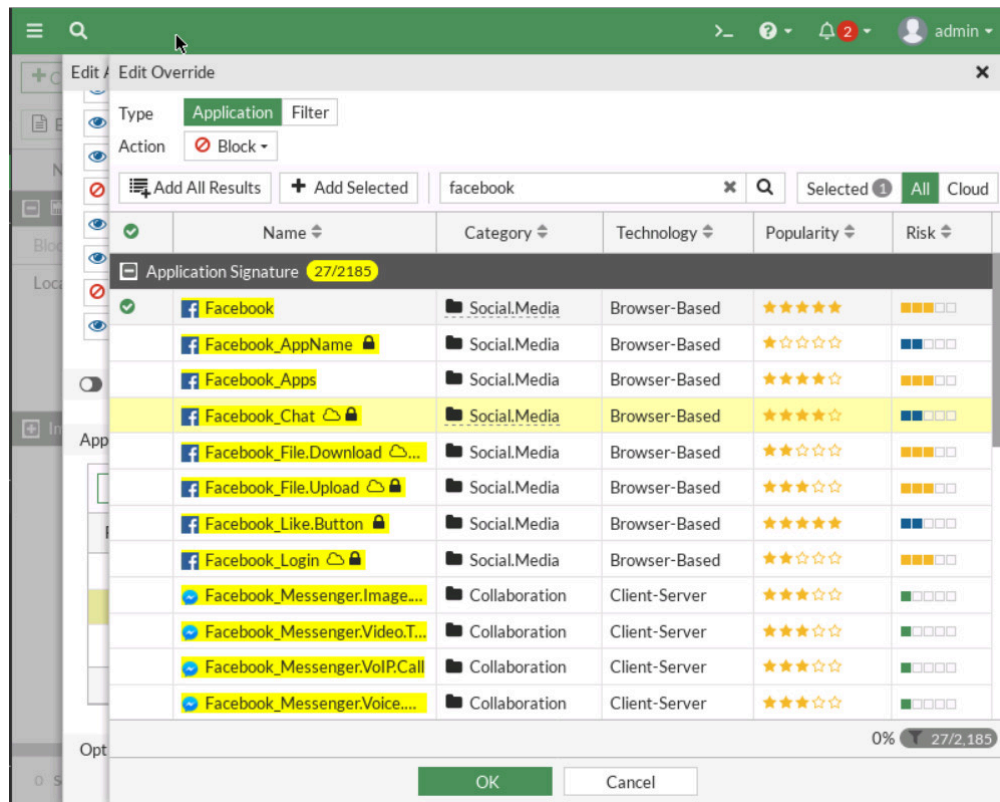 >_ ? 2 admin
Edit Override
Type Application Filter
Action Block
Add All Results + Add Selected facebook Selected 1 All Cloud
Name Category Technology Popularity Risk
Application Signature 27/2185
Facebook Social.Media Browser-Based
Facebook_AppName Social.Media Browser-Based
Facebook_Apps Social.Media Browser-Based
Facebook_Chat Social.Media Browser-Based
Facebook_File.Download ... Social.Media Browser-Based
Facebook_File.Upload Social.Media Browser-Based
Facebook_Like.Button Social.Media Browser-Based
Facebook_Login Social.Media Browser-Based
Facebook_Messenger.Image.... Collaboration Client-Server
Facebook_Messenger.Video.T... Collaboration Client-Server
Facebook_Messenger.VoIP.Call Collaboration Client-Server
Facebook_Messenger.Voice.... Collaboration Client-Server
0% 27/2,185
OK Cancel
Edit A
App
Opt